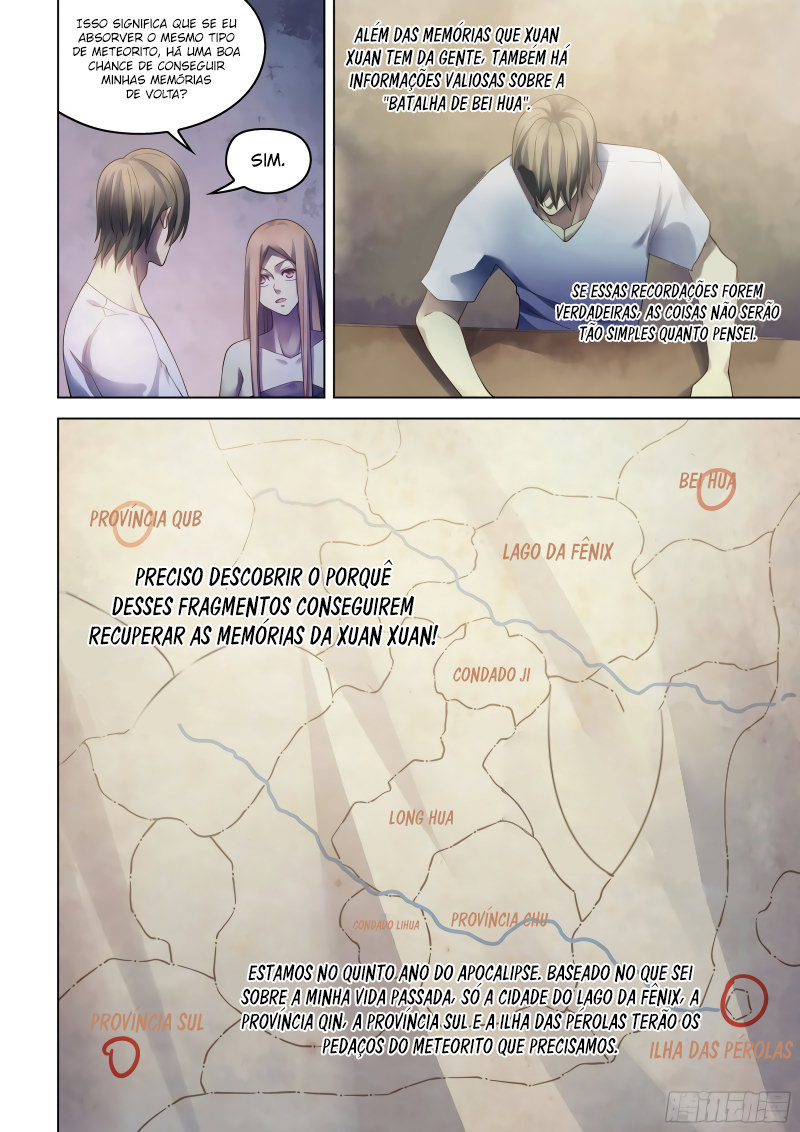 ISSO SIGNIFICA QUE SE EU
ABSORVER O MESMO TIPO
DE METEORITO, HÁ UMA BOA
CHANCE DE CONSEGUIR
MINHAS MEMÓRIAS
DE VOLTA?
SIM.
ALÉM DAS MEMÓRIAS QUE XUAN
XUAN TEM DA GENTE, TAMBÉM HÁ
INFORMAÇÕES VALIOSAS SOBRE A
"BATALHA DE BEI HUA".
SE ESSAS RECORDAÇÕES FOREM
VERDADEIRAS, AS COISAS NÃO SERÃO
TÃO SIMPLES QUANTO PENSEI.
BEI HUA
PROVÍNCIA QUB
LAGO DA FÊNIX
PRECISO DESCOBRIR O PORQUÊ
DESSES FRAGMENTOS CONSEGUIREM
RECUPERAR AS MEMÓRIAS DA XUAN XUAN!
CONDADO JI
LONG HUA
CONDADO LIHUA
PROVÍNCIA CHU
ESTAMOS NO QUINTO ANO DO APOCALIPSE. BASEADO NO QUE SEI
SOBRE A MINHA VIDA PASSADA, SÓ A CIDADE DO LAGO DA FÊNIX, A
PROVÍNCIA QIN, A PROVÍNCIA SUL E A ILHA DAS PÉROLAS TERÃO OS
PEDAÇOS DO METEORITO QUE PRECISAMOS.
PROVÍNCIA SUL
ILHA DAS PÉROLAS
腾讯动漫